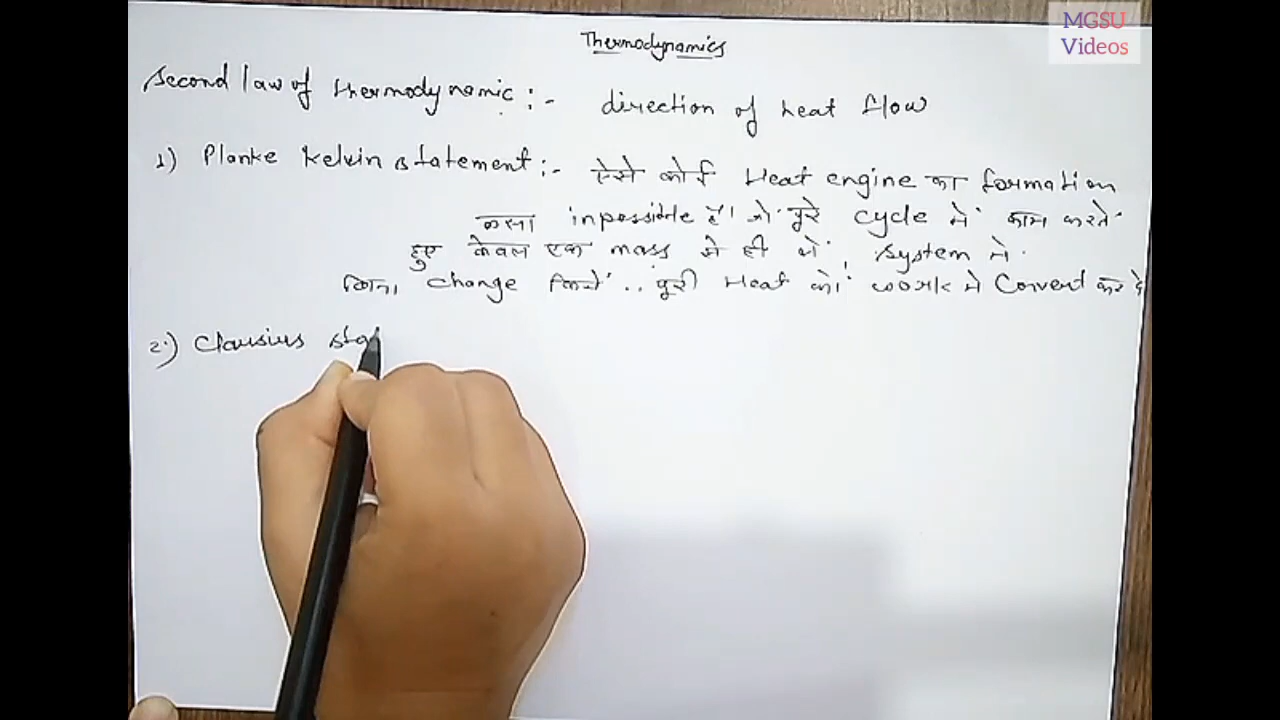 MGSU
Videos
Thermodynamics
Second law of thermodynamic :- direction of heat flow
1) Planke Kelvin statement :- ऐसे कोई Heat engine का formation
करना inpossible है। जो पूरे cycle में काम करते
हुए केवल एक mass से ही system में
बिना change किये .. पूरी Heat को work में Convert कर दे
2.) Clausius sta